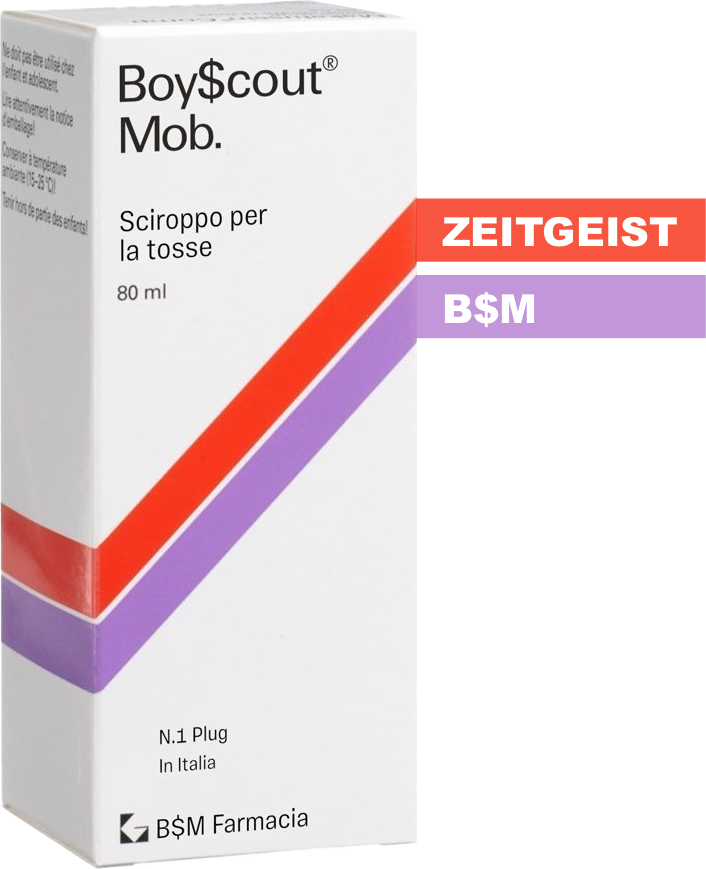 Boy$cout®
Mob.
Sciroppo per
la tosse
80 ml
ZEITGEIST
B$M
Ne doit pas être utilisé chez
l'enfant et adolescent.
Lire attentivement la notice
d'emballage!
Conserver à température
ambiante (15–25 °C)!
Tenir hors de partie des enfants!
N.1 Plug
In Italia
B$M Farmacia